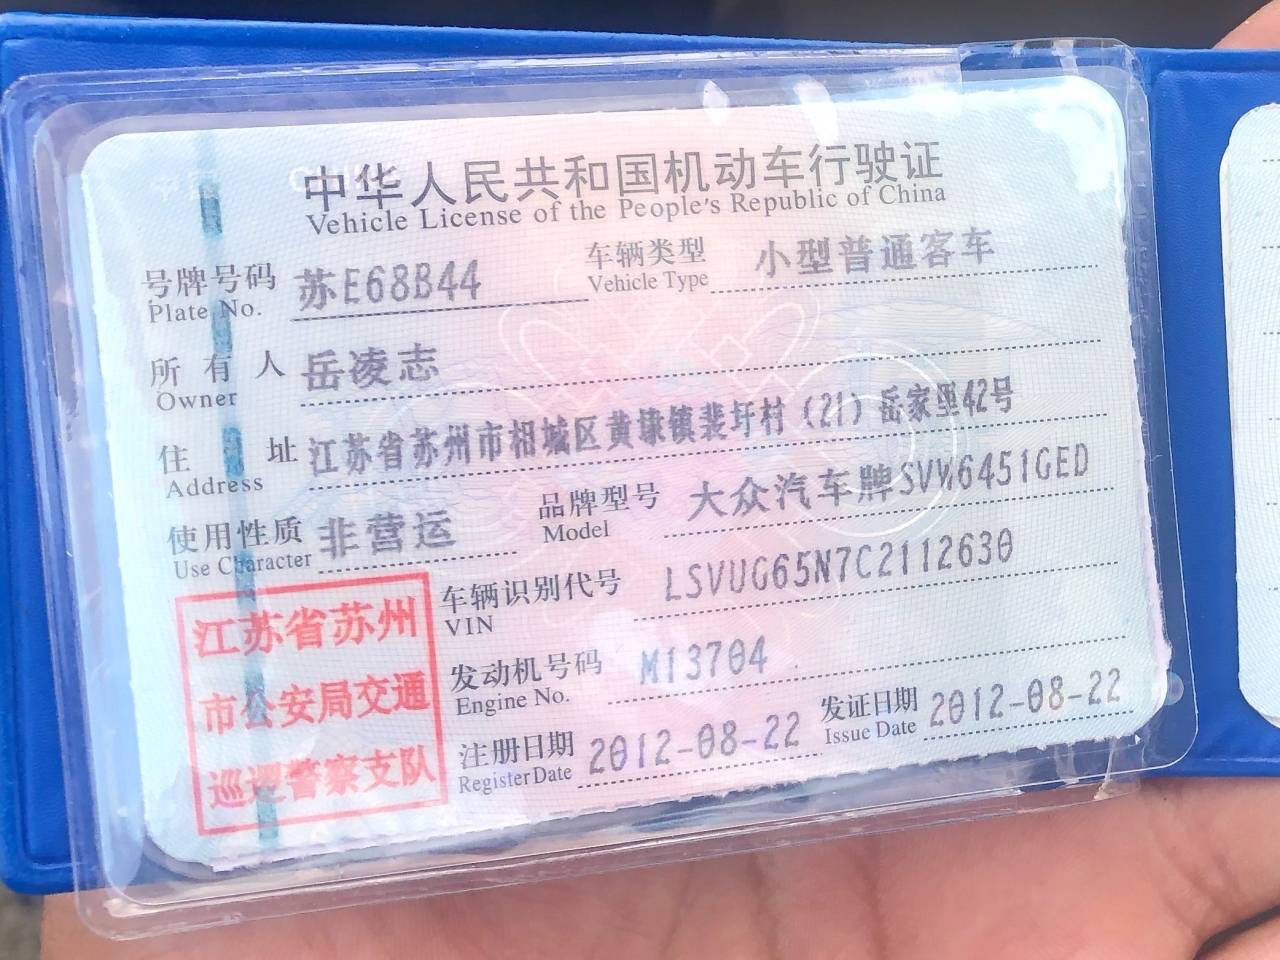 中华人民共和国机动车行驶证
Vehicle License of the People's Republic of China
号牌号码 苏E68B44 车辆类型 小型普通客车
Plate No. Vehicle Type
所有人 岳凌志
Owner
住址 江苏省苏州市相城区黄埭镇裴圩村(21)岳家里42号
Address
使用性质 非营运 品牌型号 大众汽车牌SVW6451GED
Use Character Model
车辆识别代号 LSVUG65N7C2112630
VIN
发动机号码 M13704
Engine No.
注册日期 2012-08-22 发证日期 2012-08-22
Register Date Issue Date
江苏省苏州
市公安局交通
巡逻警察支队